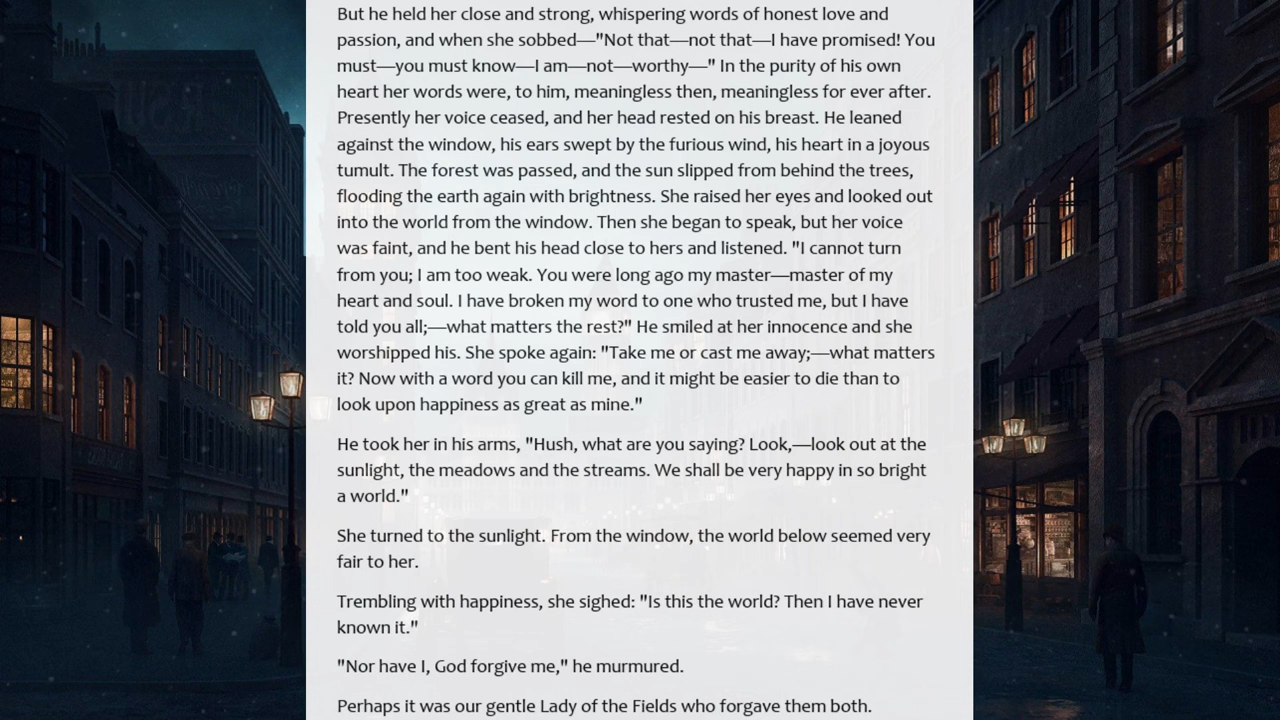 But he held her close and strong, whispering words of honest love and
passion, and when she sobbed—"Not that—not that—I have promised! You
must—you must know—I am—not—worthy—" In the purity of his own
heart her words were, to him, meaningless then, meaningless for ever after.
Presently her voice ceased, and her head rested on his breast. He leaned
against the window, his ears swept by the furious wind, his heart in a joyous
tumult. The forest was passed, and the sun slipped from behind the trees,
flooding the earth again with brightness. She raised her eyes and looked out
into the world from the window. Then she began to speak, but her voice
was faint, and he bent his head close to hers and listened. "I cannot turn
from you; I am too weak. You were long ago my master—master of my
heart and soul. I have broken my word to one who trusted me, but I have
told you all;—what matters the rest?" He smiled at her innocence and she
worshipped his. She spoke again: "Take me or cast me away;—what matters
it? Now with a word you can kill me, and it might be easier to die than to
look upon happiness as great as mine."
He took her in his arms, "Hush, what are you saying? Look,—look out at the
sunlight, the meadows and the streams. We shall be very happy in so bright
a world."
She turned to the sunlight. From the window, the world below seemed very
fair to her.
Trembling with happiness, she sighed: "Is this the world? Then I have never
known it."
"Nor have I, God forgive me," he murmured.
Perhaps it was our gentle Lady of the Fields who forgave them both.